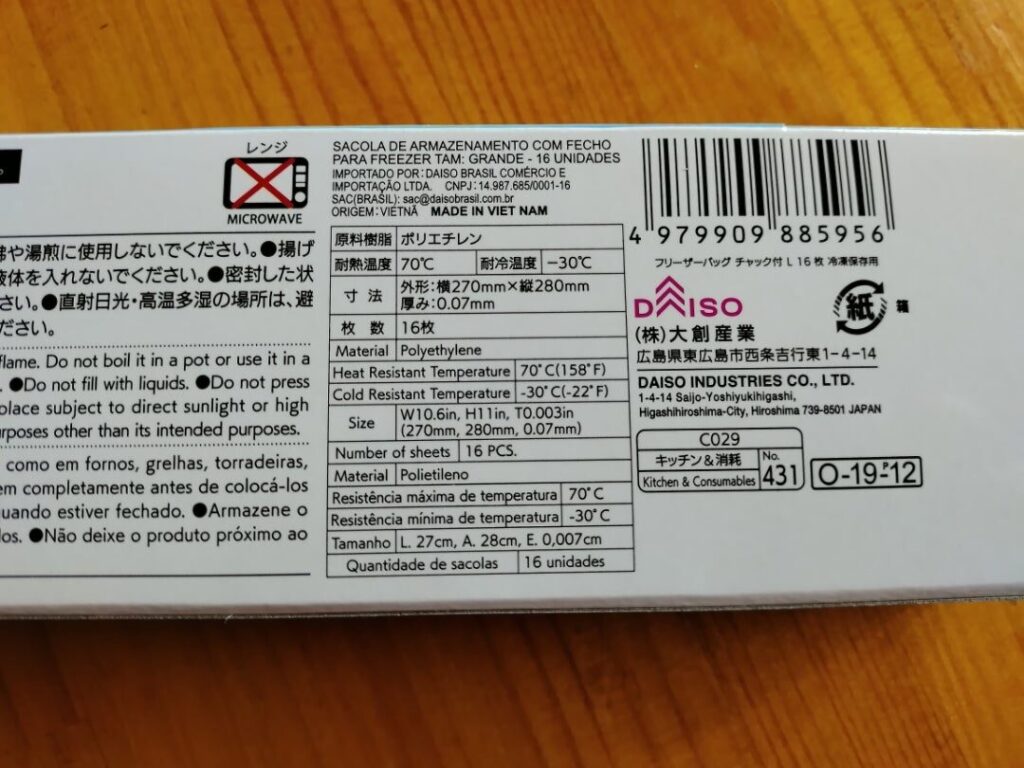 レンジ
MICROWAVE
や湯煎に使用しないでください。●揚げ
液体を入れないでください。●密封した状
さい。●直射日光・高温多湿の場所は、避
ださい。
flame. Do not boil it in a pot or use it in a
●Do not fill with liquids. ●Do not press
place subject to direct sunlight or high
urposes other than its intended purposes.
como em fornos, grelhas, torradeiras,
em completamente antes de colocá-los
uando estiver fechado. ●Armazene o
los. ●Não deixe o produto próximo ao
SACOLA DE ARMAZENAMENTO COM FECHO
PARA FREEZER TAM: GRANDE - 16 UNIDADES
IMPORTADO POR: DAISO BRASIL COMÉRCIO E
IMPORTAÇÃO LTDA. CNPJ: 14.987.685/0001-16
SAC(BRASIL): sac@daisobrasil.com.br
ORIGEM: VIETNÃ MADE IN VIET NAM
原料樹脂 ポリエチレン
耐熱温度 70℃ 耐冷温度 −30℃
寸法 外形:横270mm×縦280mm
厚み:0.07mm
枚数 16枚
Material Polyethylene
Heat Resistant Temperature 70˚C(158˚F)
Cold Resistant Temperature -30˚C(-22˚F)
Size W10.6in, H11in, T0.003in
(270mm, 280mm, 0.07mm)
Number of sheets 16 PCS.
Material Polietileno
Resistência máxima de temperatura 70˚C
Resistência mínima de temperatura -30˚C
Tamanho L. 27cm, A. 28cm, E. 0,007cm
Quantidade de sacolas 16 unidades
4 979909 885956
フリーザーバッグ チャック付 L 16枚 冷凍保存用
DAISO
紙 箱
(株)大創産業
広島県東広島市西条吉行東1-4-14
DAISO INDUSTRIES CO., LTD.
1-4-14 Saijo-Yoshiyukihigashi,
Higashihiroshima-City, Hiroshima 739-8501 JAPAN
C029
キッチン&消耗
Kitchen & Consumables
No.
431
O-19-12